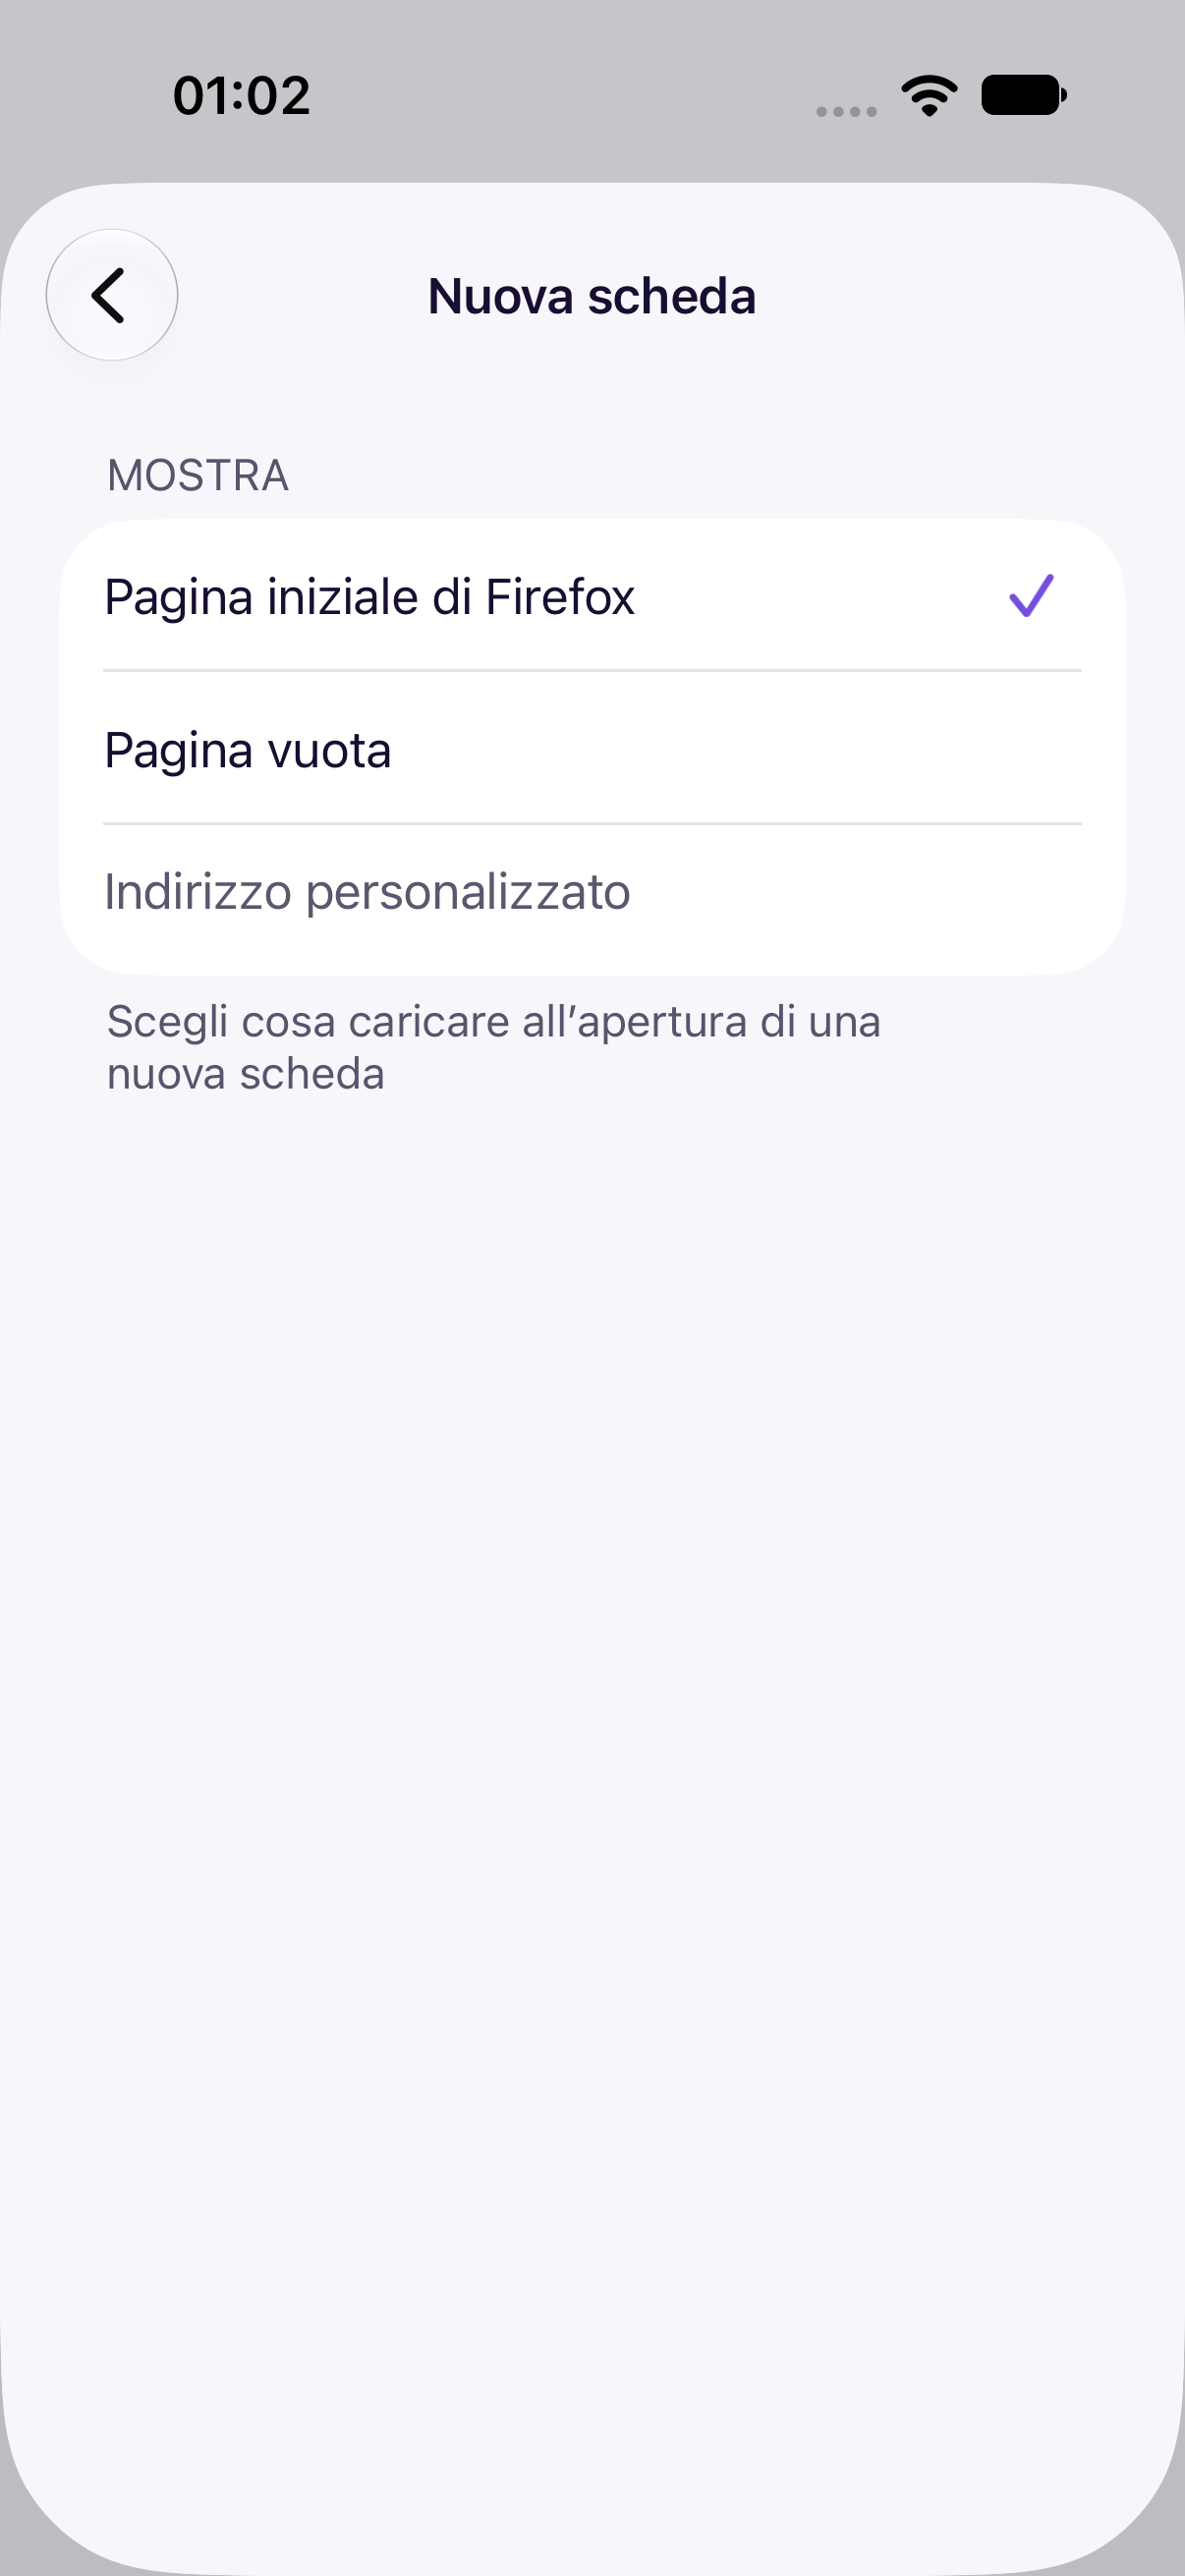 01:02
Nuova scheda
MOSTRA
Pagina iniziale di Firefox
Pagina vuota
Indirizzo personalizzato
Scegli cosa caricare all’apertura di una
nuova scheda